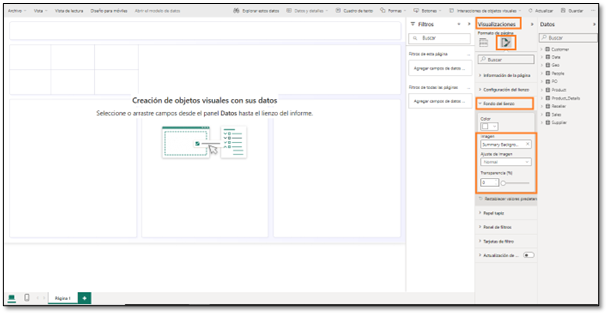 Archivo
Vista
Vista de lectura
Diseño para móviles
Abrir el modelo de datos
Explorar estos datos
Datos y detalles
Cuadro de texto
Formas
Botones
Interacciones de objetos visuales
Actualizar
Guardar
Creación de objetos visuales con sus datos
Seleccione o arrastre campos desde el panel Datos hasta el lienzo del informe.
Filtros
Buscar
Filtros de esta página
Agregar campos de datos ...
Filtros de todas las páginas
Agregar campos de datos ...
Visualizaciones
Formato de página
Buscar
Información de la página
Configuración del lienzo
Fondo del lienzo
Color
Imagen
Summary Backgro...
Ajuste de imagen
Normal
Transparencia (%)
Restablecer valores predeter
Papel tapiz
Panel de filtros
Tarjetas de filtro
Actualización de ...
Datos
Buscar
Customer
Date
Geo
People
PO
Product
Product_Details
Reseller
Sales
Supplier
Página 1